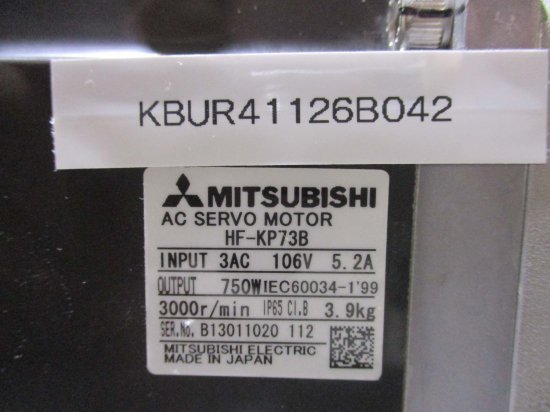 KBUR41126B042
MITSUBISHI
AC SERVO MOTOR
HF-KP73B
INPUT 3AC 106V 5.2A
OUTPUT 750W IEC60034-1'99
3000r/min IP65 Cl.B 3.9kg
SER.No. B13011020 112
MITSUBISHI ELECTRIC
MADE IN JAPAN